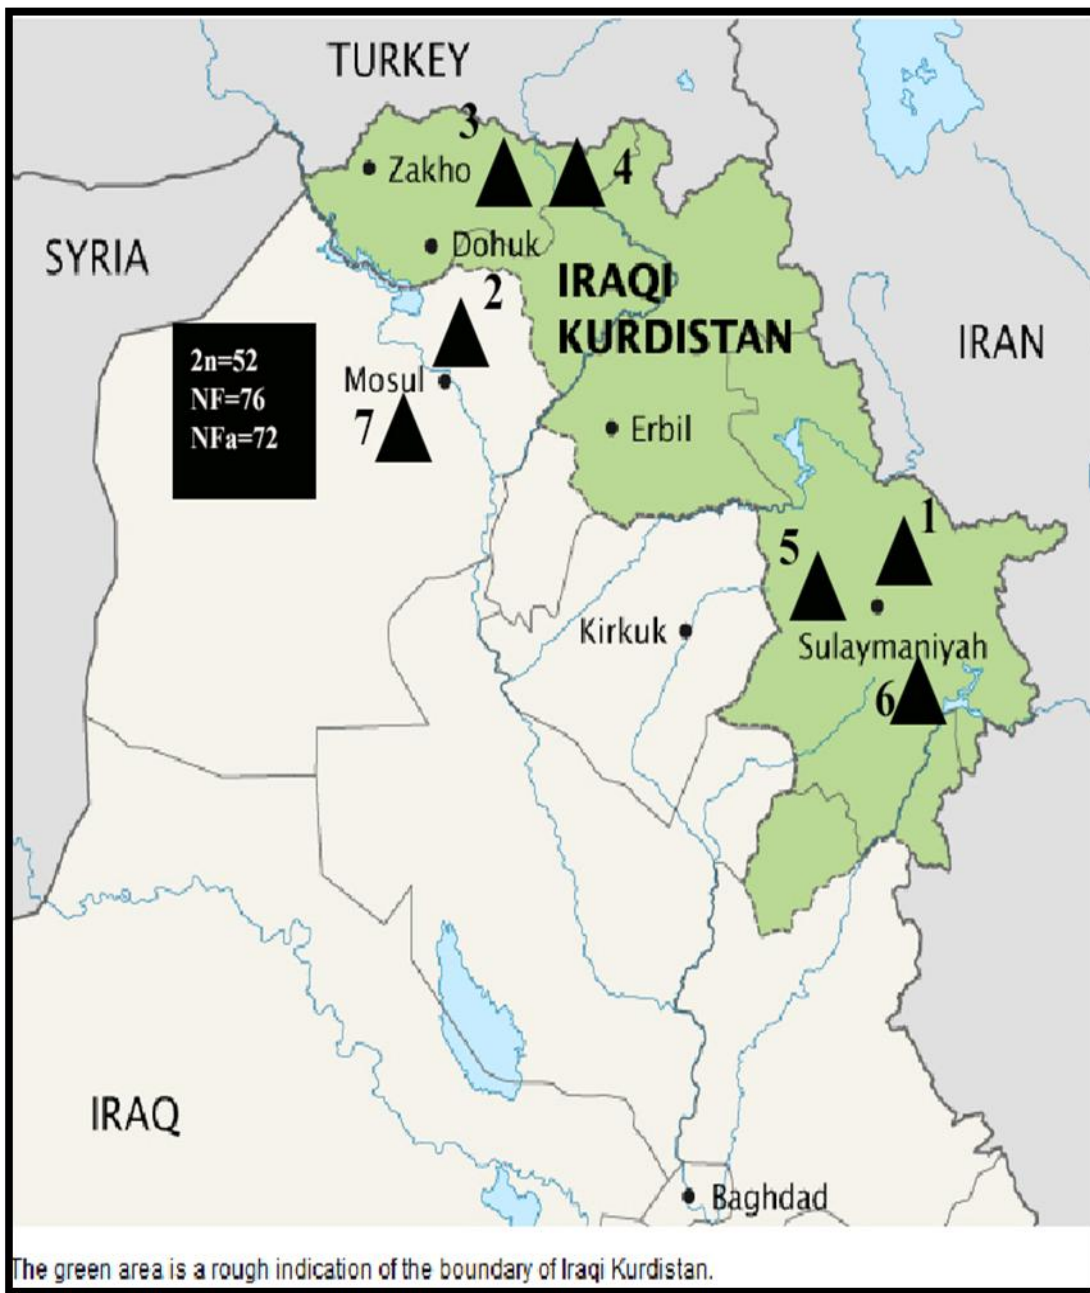 TURKEY
3
Zakho
4
SYRIA
Dohuk
IRAQI
KURDISTAN
2
IRAN
2n=52
NF=76
NFa=72
Mosul
7
Erbil
1
5
Kirkuk
Sulaymaniyah
6
IRAQ
Baghdad
The green area is a rough indication of the boundary of Iraqi Kurdistan.